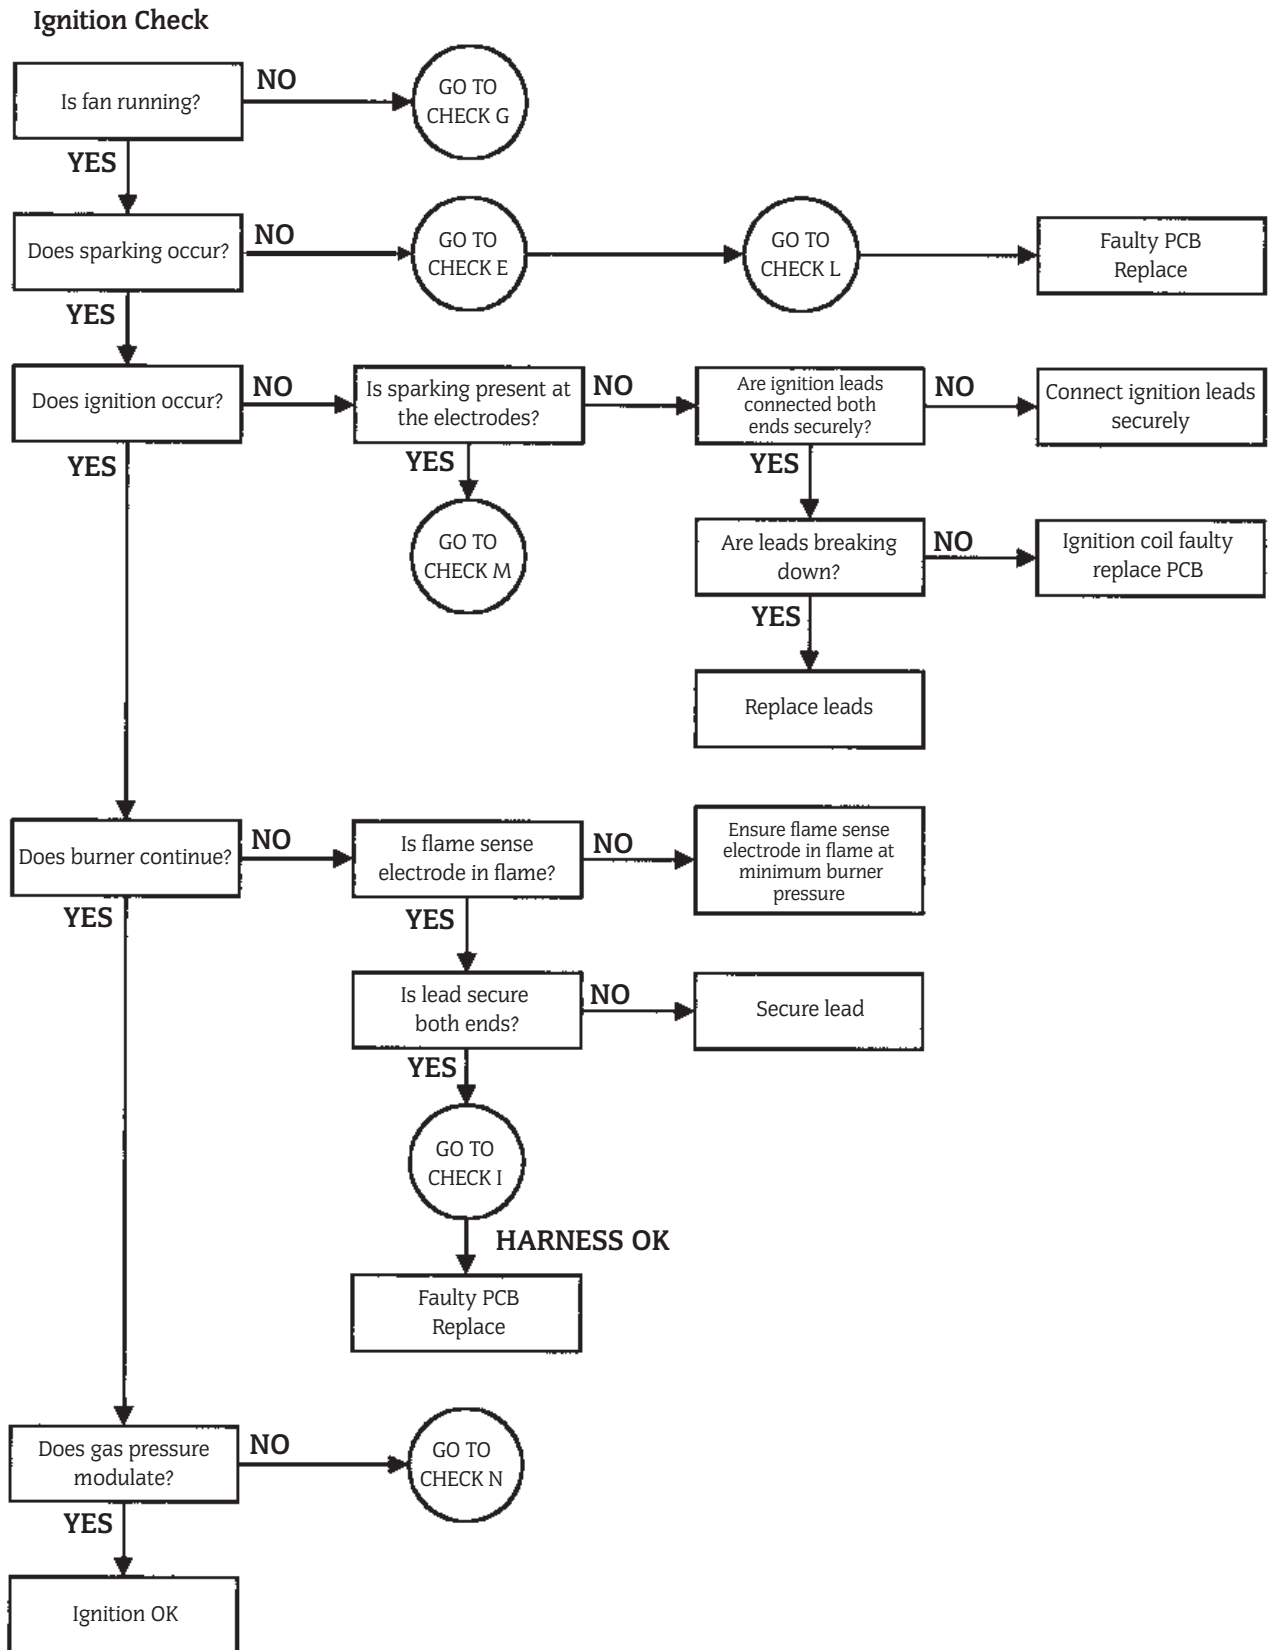 Ignition Check
Is fan running?
NO
GO TO
CHECK G
YES
Does sparking occur?
NO
GO TO
CHECK E
GO TO
CHECK L
Faulty PCB
Replace
YES
Does ignition occur?
NO
Is sparking present at
the electrodes?
NO
Are ignition leads
connected both
ends securely?
NO
Connect ignition leads
securely
YES
YES
GO TO
CHECK M
YES
Are leads breaking
down?
NO
Ignition coil faulty
replace PCB
YES
Replace leads
Does burner continue?
NO
Is flame sense
electrode in flame?
NO
Ensure flame sense
electrode in flame at
minimum burner
pressure
YES
YES
Is lead secure
both ends?
NO
Secure lead
YES
GO TO
CHECK I
HARNESS OK
Faulty PCB
Replace
Does gas pressure
modulate?
NO
GO TO
CHECK N
YES
Ignition OK